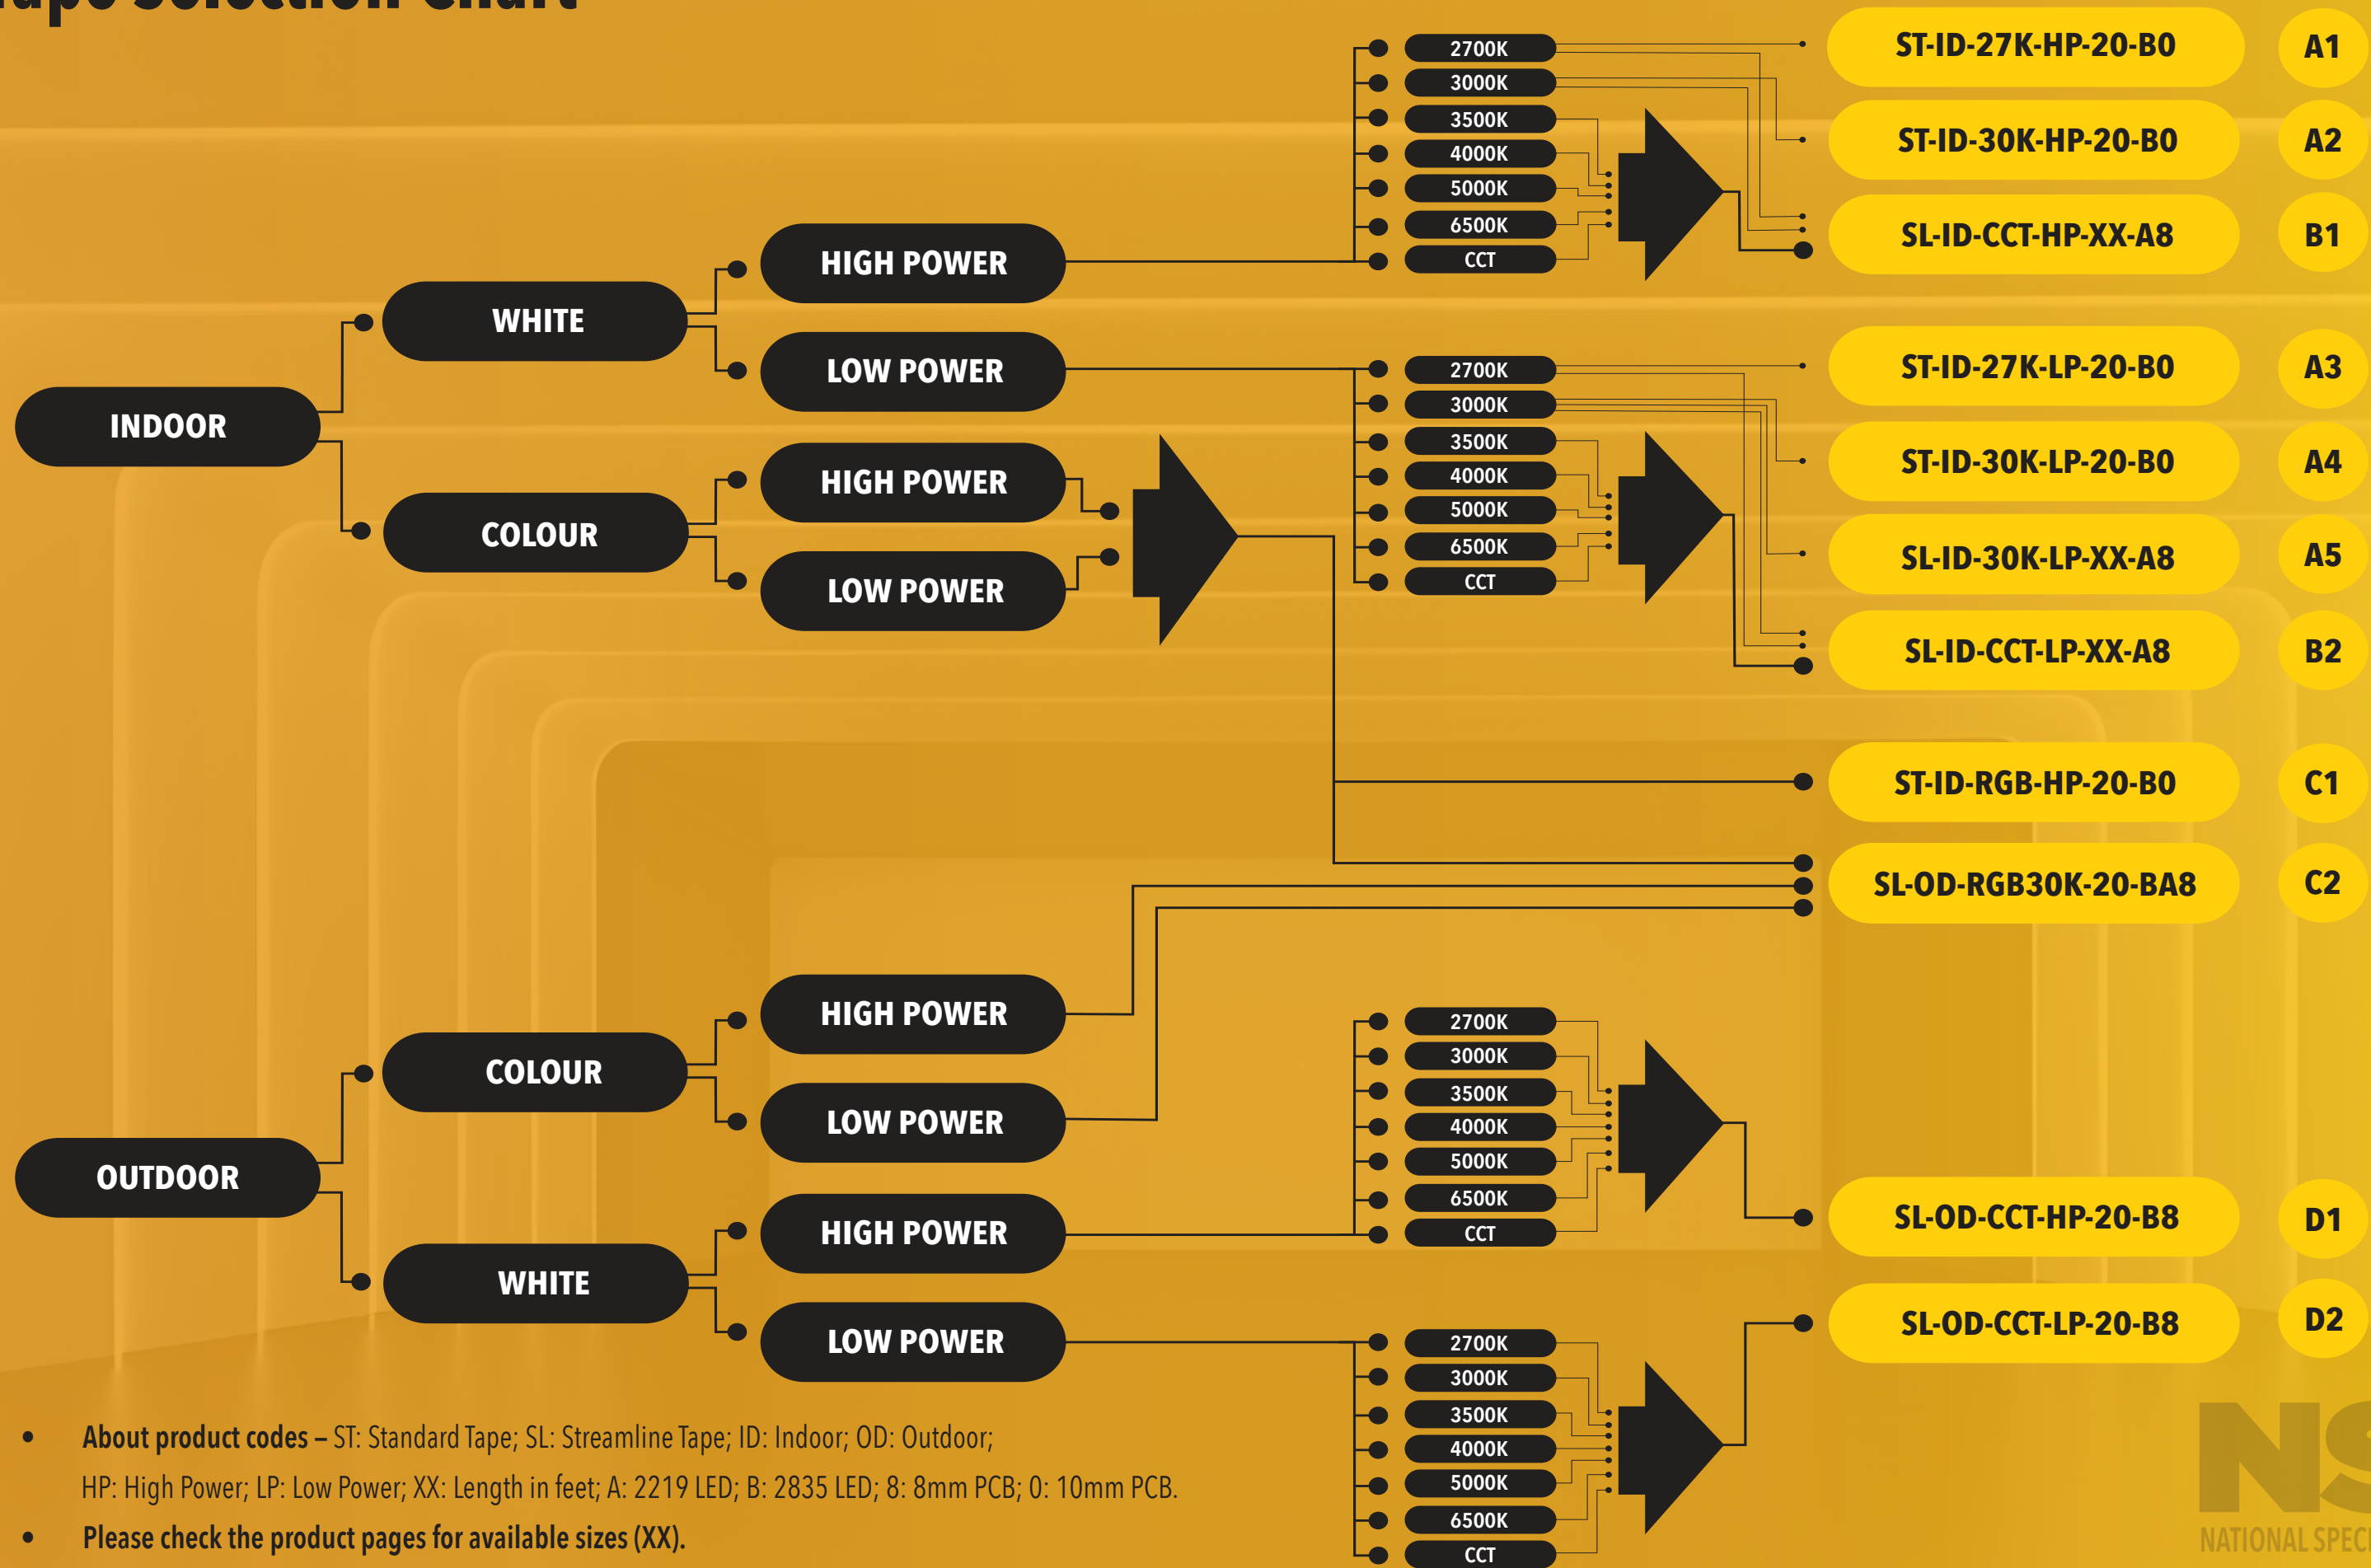 Selection Chart
INDOOR
WHITE
HIGH POWER
LOW POWER
COLOUR
HIGH POWER
LOW POWER
2700K
3000K
3500K
4000K
5000K
6500K
CCT
2700K
3000K
3500K
4000K
5000K
6500K
CCT
ST-ID-27K-HP-20-B0 A1
ST-ID-30K-HP-20-B0 A2
SL-ID-CCT-HP-XX-A8 B1
ST-ID-27K-LP-20-B0 A3
ST-ID-30K-LP-20-B0 A4
SL-ID-30K-LP-XX-A8 A5
SL-ID-CCT-LP-XX-A8 B2
ST-ID-RGB-HP-20-B0 C1
SL-OD-RGB30K-20-BA8 C2
OUTDOOR
COLOUR
HIGH POWER
LOW POWER
WHITE
HIGH POWER
LOW POWER
2700K
3000K
3500K
4000K
5000K
6500K
CCT
2700K
3000K
3500K
4000K
5000K
6500K
CCT
SL-OD-CCT-HP-20-B8 D1
SL-OD-CCT-LP-20-B8 D2
• About product codes – ST: Standard Tape; SL: Streamline Tape; ID: Indoor; OD: Outdoor;
HP: High Power; LP: Low Power; XX: Length in feet; A: 2219 LED; B: 2835 LED; 8: 8mm PCB; 0: 10mm PCB.
• Please check the product pages for available sizes (XX).
NS
NATIONAL SPEC